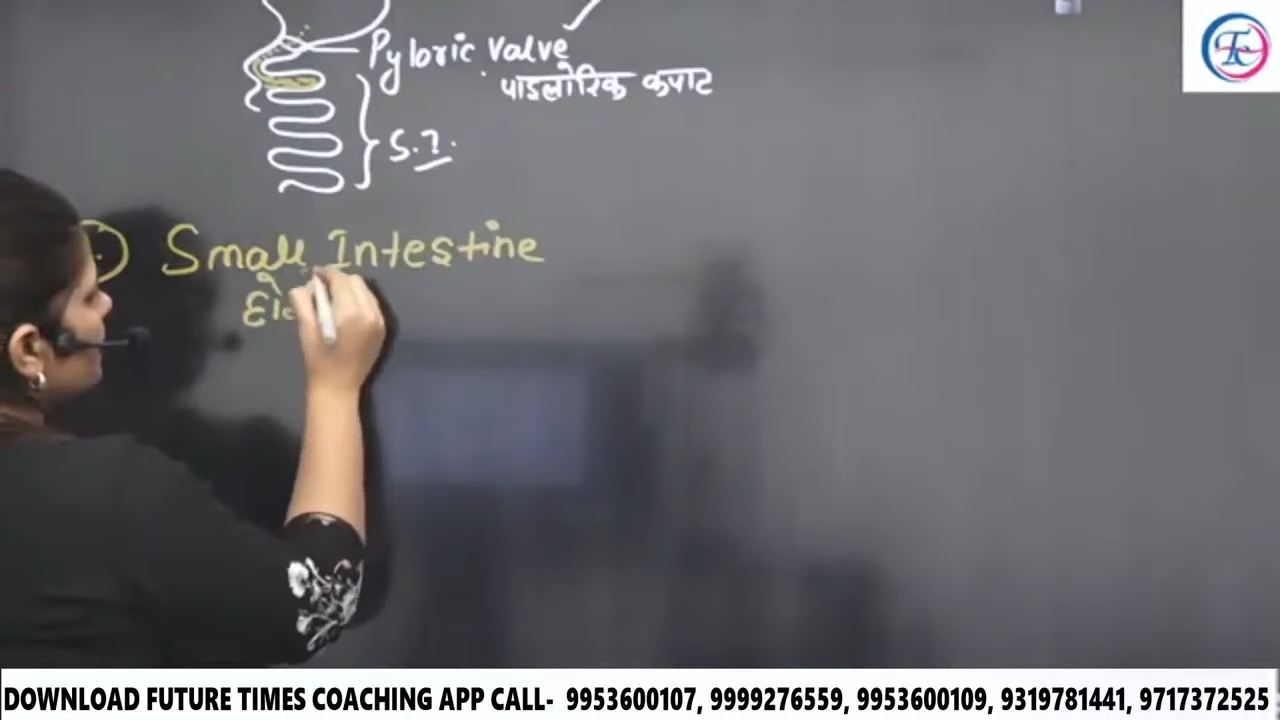 Pyloric Valve
पाइलोरिक कपाट
S.I.
Small Intestine
DOWNLOAD FUTURE TIMES COACHING APP CALL- 9953600107, 9999276559, 9953600109, 9319781441, 9717372525